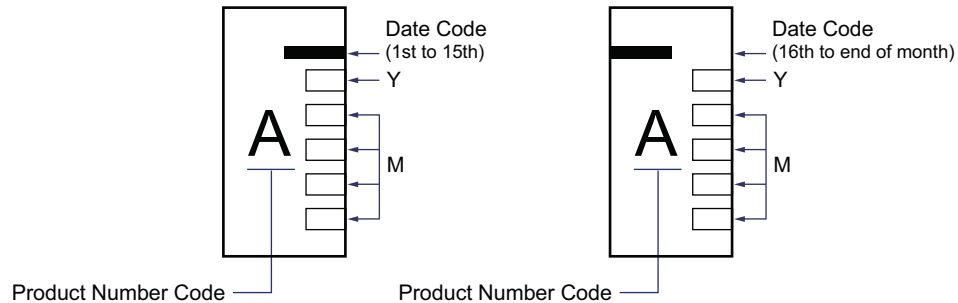 Date Code
(1st to 15th)
Y
A
M
Product Number Code
Date Code
(16th to end of month)
Y
A
M
Product Number Code